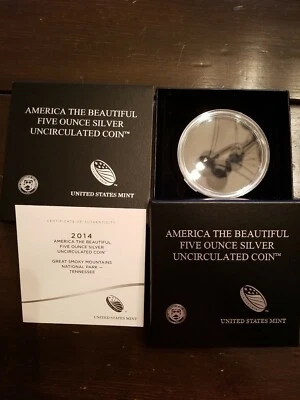 AMERICA THE BEAUTIFUL
FIVE OUNCE SILVER
UNCIRCULATED COIN™
UNITED STATES MINT
CERTIFICATE OF AUTHENTICITY
2014
AMERICA THE BEAUTIFUL
FIVE OUNCE SILVER
UNCIRCULATED COIN™
GREAT SMOKY MOUNTAINS
NATIONAL PARK –
TENNESSEE
UNITED STATES MINT
AMERICA THE BEAUTIFUL
FIVE OUNCE SILVER
UNCIRCULATED COIN™
UNITED STATES MINT